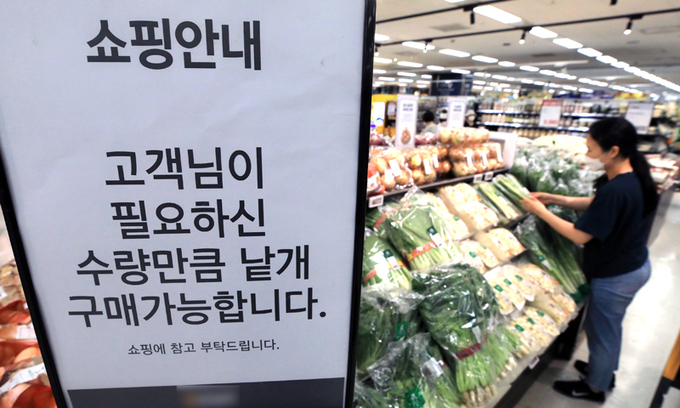 쇼핑안내
고객님이
필요하신
수량만큼 낱개
구매가능합니다.
쇼핑에 참고 부탁드립니다.